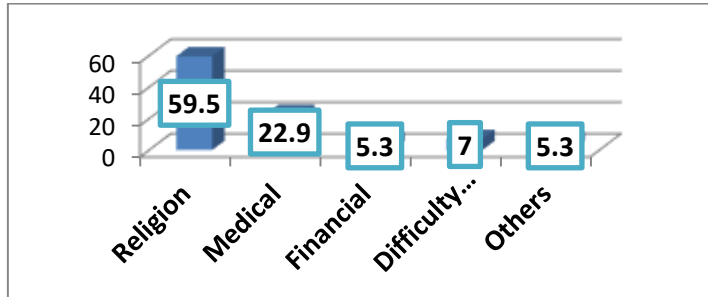 60
40
20
0
59.5
22.9
5.3
7
5.3
Religion
Medical
Financial
Difficulty...
Others